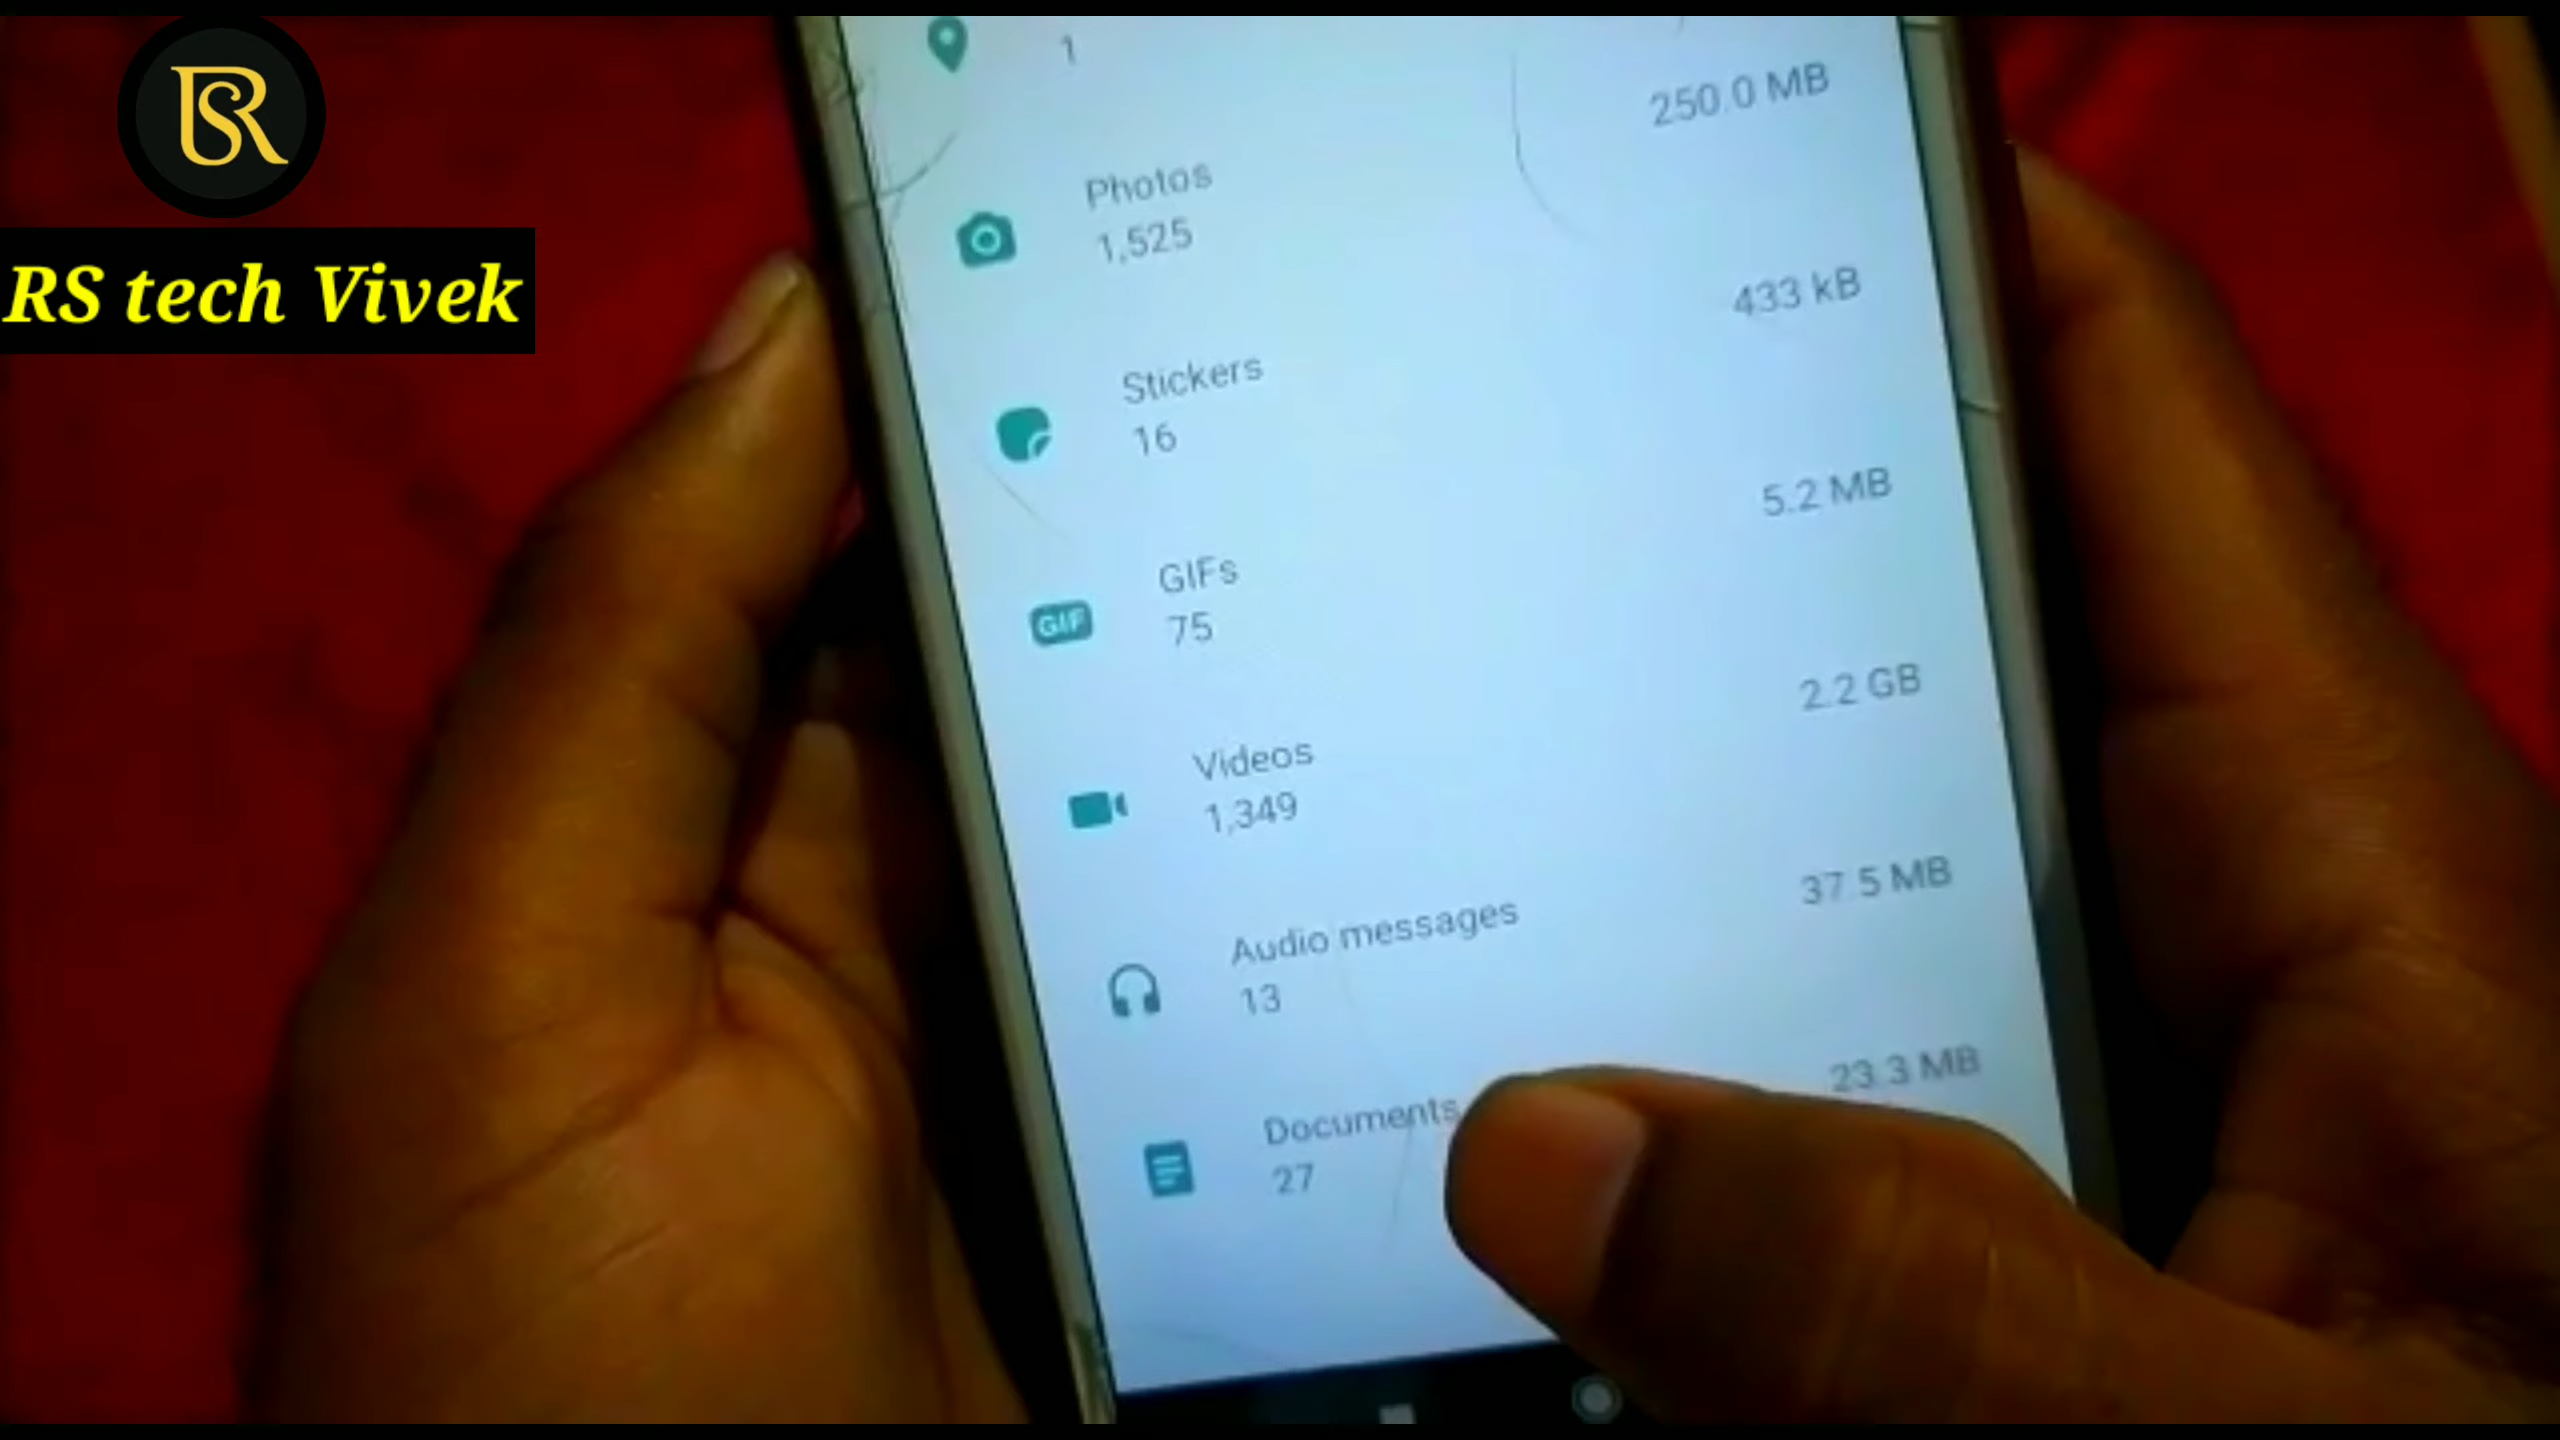 RS
RS tech Vivek
1
250.0 MB
Photos
1,525
433 kB
Stickers
16
5.2 MB
GIFs
GIF
75
2.2 GB
Videos
1,349
37.5 MB
Audio messages
13
23.3 MB
Documents
27